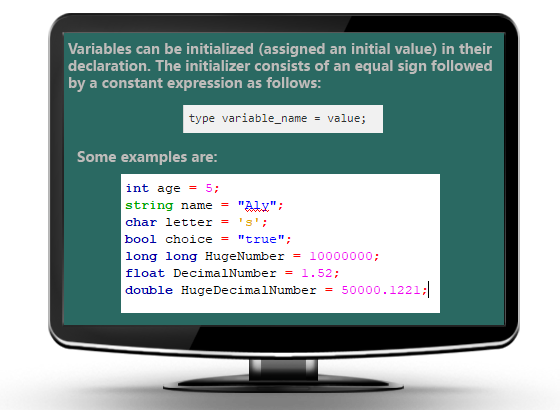 Variables can be initialized (assigned an initial value) in their
declaration. The initializer consists of an equal sign followed
by a constant expression as follows:
type variable_name = value;
Some examples are:
int age = 5;
string name = "Aly";
char letter = 's';
bool choice = "true";
long long HugeNumber = 10000000;
float DecimalNumber = 1.52;
double HugeDecimalNumber = 50000.1221;